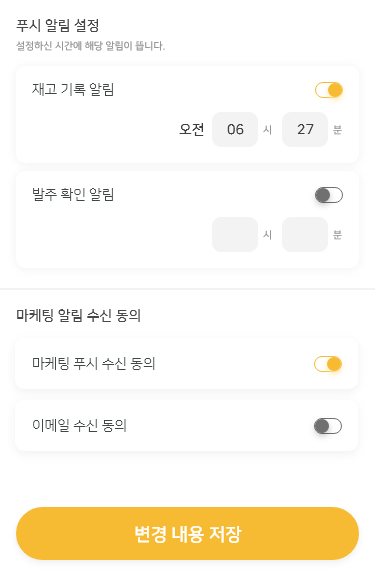 푸시 알림 설정
설정하신 시간에 해당 알림이 뜹니다.
재고 기록 알림
오전 06 시 27 분
발주 확인 알림
시 분
마케팅 알림 수신 동의
마케팅 푸시 수신 동의
이메일 수신 동의
변경 내용 저장